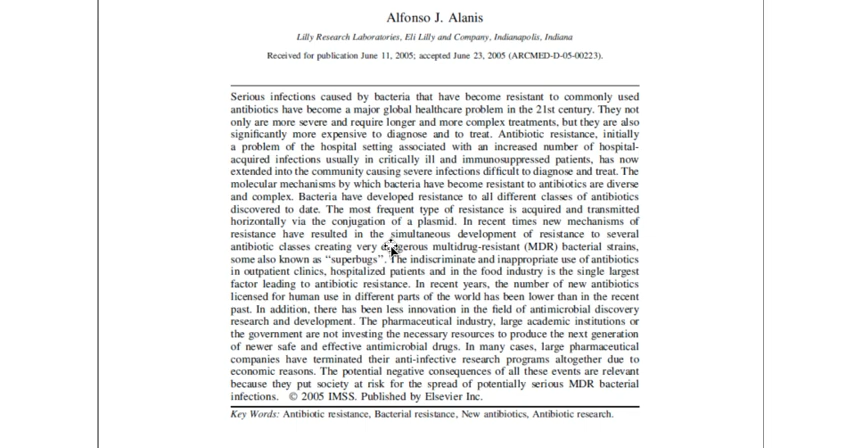 Alfonso J. Alanis
Lilly Research Laboratories, Eli Lilly and Company, Indianapolis, Indiana
Received for publication June 11, 2005; accepted June 23, 2005 (ARCMED-D-05-00223).
Serious infections caused by bacteria that have become resistant to commonly used
antibiotics have become a major global healthcare problem in the 21st century. They not
only are more severe and require longer and more complex treatments, but they are also
significantly more expensive to diagnose and to treat. Antibiotic resistance, initially
a problem of the hospital setting associated with an increased number of hospital-
acquired infections usually in critically ill and immunosuppressed patients, has now
extended into the community causing severe infections difficult to diagnose and treat. The
molecular mechanisms by which bacteria have become resistant to antibiotics are diverse
and complex. Bacteria have developed resistance to all different classes of antibiotics
discovered to date. The most frequent type of resistance is acquired and transmitted
horizontally via the conjugation of a plasmid. In recent times new mechanisms of
resistance have resulted in the simultaneous development of resistance to several
antibiotic classes creating very dangerous multidrug-resistant (MDR) bacterial strains,
some also known as “superbugs”. The indiscriminate and inappropriate use of antibiotics
in outpatient clinics, hospitalized patients and in the food industry is the single largest
factor leading to antibiotic resistance. In recent years, the number of new antibiotics
licensed for human use in different parts of the world has been lower than in the recent
past. In addition, there has been less innovation in the field of antimicrobial discovery
research and development. The pharmaceutical industry, large academic institutions or
the government are not investing the necessary resources to produce the next generation
of newer safe and effective antimicrobial drugs. In many cases, large pharmaceutical
companies have terminated their anti-infective research programs altogether due to
economic reasons. The potential negative consequences of all these events are relevant
because they put society at risk for the spread of potentially serious MDR bacterial
infections. © 2005 IMSS. Published by Elsevier Inc.
Key Words: Antibiotic resistance, Bacterial resistance, New antibiotics, Antibiotic research.